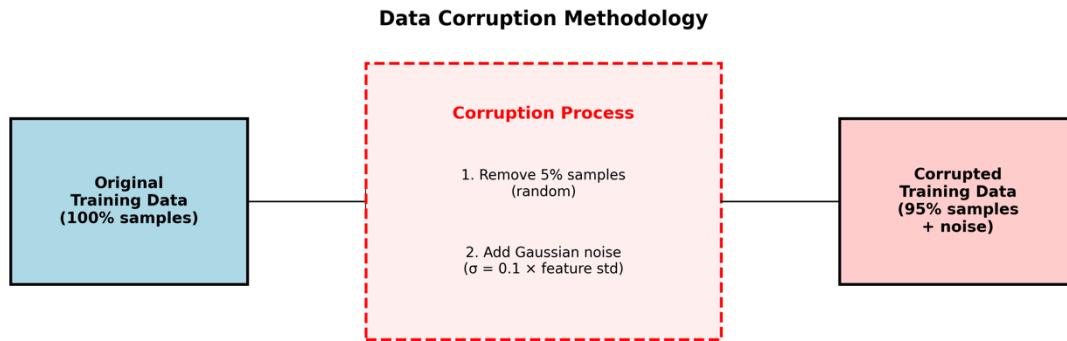 Data Corruption Methodology
Original
Training Data
(100% samples)
Corruption Process
1. Remove 5% samples
(random)
2. Add Gaussian noise
(σ = 0.1 × feature std)
Corrupted
Training Data
(95% samples
+ noise)